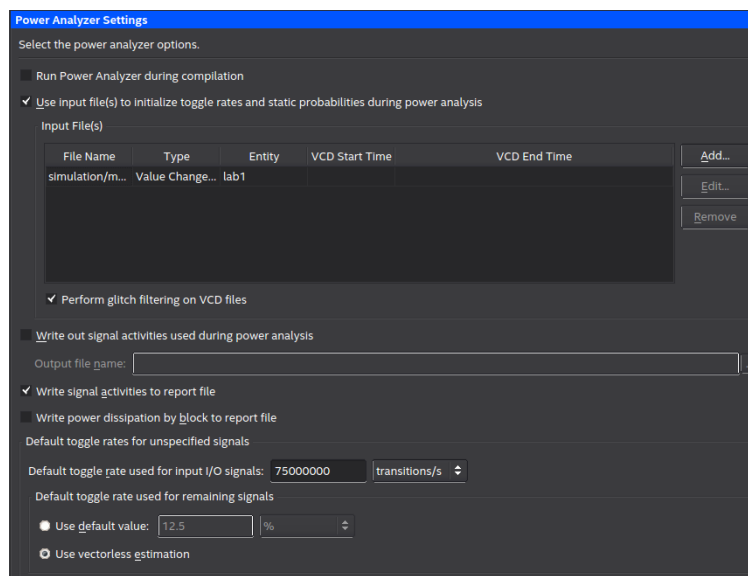 Power Analyzer Settings
Select the power analyzer options.
Run Power Analyzer during compilation
Use input file(s) to initialize toggle rates and static probabilities during power analysis
Input File(s)
File Name Type Entity VCD Start Time VCD End Time Add...
simulation/m... Value Change... lab1
Edit...
Remove
Perform glitch filtering on VCD files
Write out signal activities used during power analysis
Output file name:
Write signal activities to report file
Write power dissipation by block to report file
Default toggle rates for unspecified signals
Default toggle rate used for input I/O signals: 75000000 transitions/s
Default toggle rate used for remaining signals
Use default value: 12.5 %
Use vectorless estimation